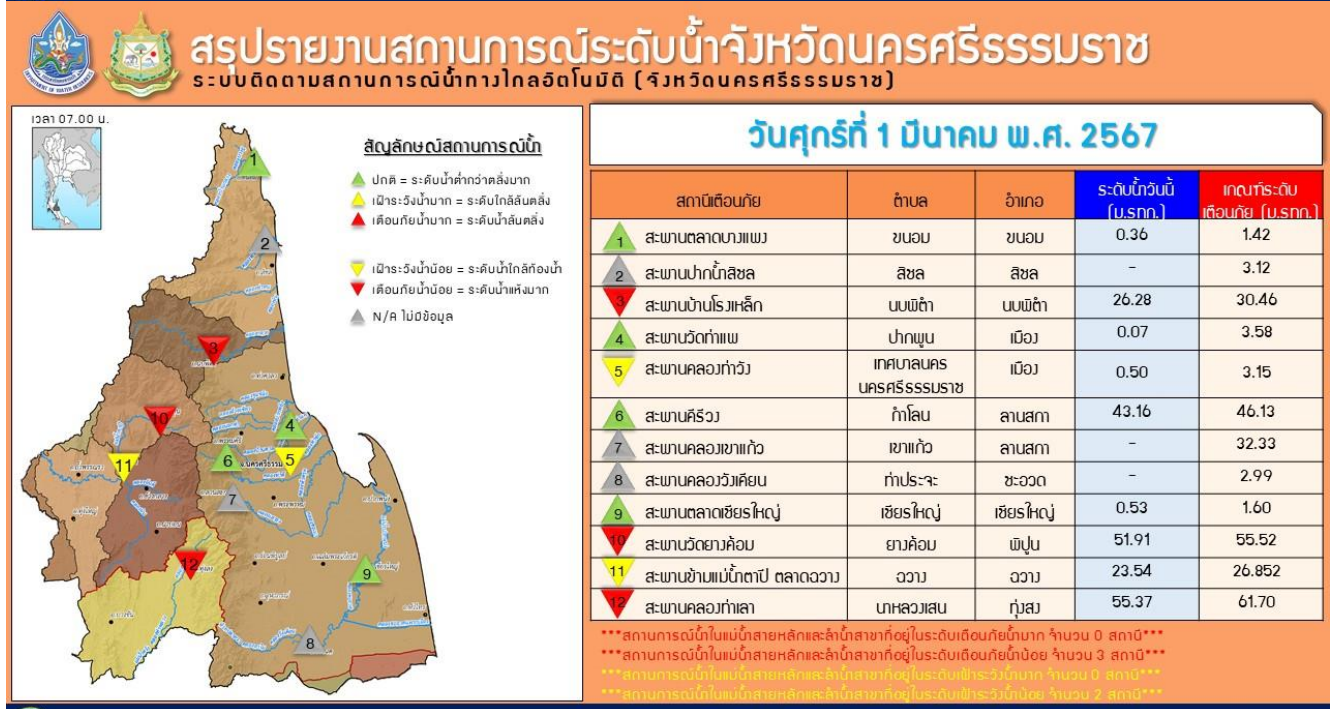 สรุปรายงานสถานการณ์ระดับน้ำจังหวัดนครศรีธรรมราช
ระบบติดตามสถานการณ์น้ำทางไกลอัตโนมัติ (จังหวัดนครศรีธรรมราช)
เวลา 07.00 น.
สัญลักษณ์สถานการณ์น้ำ
ปกติ = ระดับน้ำต่ำกว่าตลิ่งมาก
เฝ้าระวังน้ำมาก = ระดับใกล้ล้นตลิ่ง
เตือนภัยน้ำมาก = ระดับน้ำล้นตลิ่ง
เฝ้าระวังน้ำน้อย = ระดับน้ำใกล้ท้องน้ำ
เตือนภัยน้ำน้อย = ระดับน้ำแห้งมาก
N/A ไม่มีข้อมูล
1
2
3
10
4
11
6
5
7
12
9
8
วันศุกร์ที่ 1 มีนาคม พ.ศ. 2567
สถานีเตือนภัย ตำบล อำเภอ ระดับน้ำวันนี้ (ม.รทก.) เกณฑ์ระดับเตือนภัย (ม.รทก.)
1 สะพานตลาดบางแพง ขนอม ขนอม 0.36 1.42
2 สะพานปากน้ำสิชล สิชล สิชล - 3.12
3 สะพานบ้านโรงเหล็ก นบพิตำ นบพิตำ 26.28 30.46
4 สะพานวัดท่าแพ ปากพูน เมือง 0.07 3.58
5 สะพานคลองท่าวัง เทศบาลนครนครศรีธรรมราช เมือง 0.50 3.15
6 สะพานคีรีวง กำโลน ลานสกา 43.16 46.13
7 สะพานคลองเขาแก้ว เขาแก้ว ลานสกา - 32.33
8 สะพานคลองวังเคียน ท่าประจะ ชะอวด - 2.99
9 สะพานตลาดเชียรใหญ่ เชียรใหญ่ เชียรใหญ่ 0.53 1.60
10 สะพานวัดยางค้อม ยางค้อม พิปูน 51.91 55.52
11 สะพานข้ามแม่น้ำตาปี ตลาดฉวาง ฉวาง ฉวาง 23.54 26.852
12 สะพานคลองท่าเลา นาหลวงเสน ทุ่งสง 55.37 61.70
***สถานการณ์น้ำในแม่น้ำสายหลักและลำน้ำสาขาที่อยู่ในระดับเตือนภัยน้ำมาก จำนวน 0 สถานี***
***สถานการณ์น้ำในแม่น้ำสายหลักและลำน้ำสาขาที่อยู่ในระดับเตือนภัยน้ำน้อย จำนวน 3 สถานี***
***สถานการณ์น้ำในแม่น้ำสายหลักและลำน้ำสาขาที่อยู่ในระดับเฝ้าระวังน้ำมาก จำนวน 0 สถานี***
***สถานการณ์น้ำในแม่น้ำสายหลักและลำน้ำสาขาที่อยู่ในระดับเฝ้าระวังน้ำน้อย จำนวน 2 สถานี***